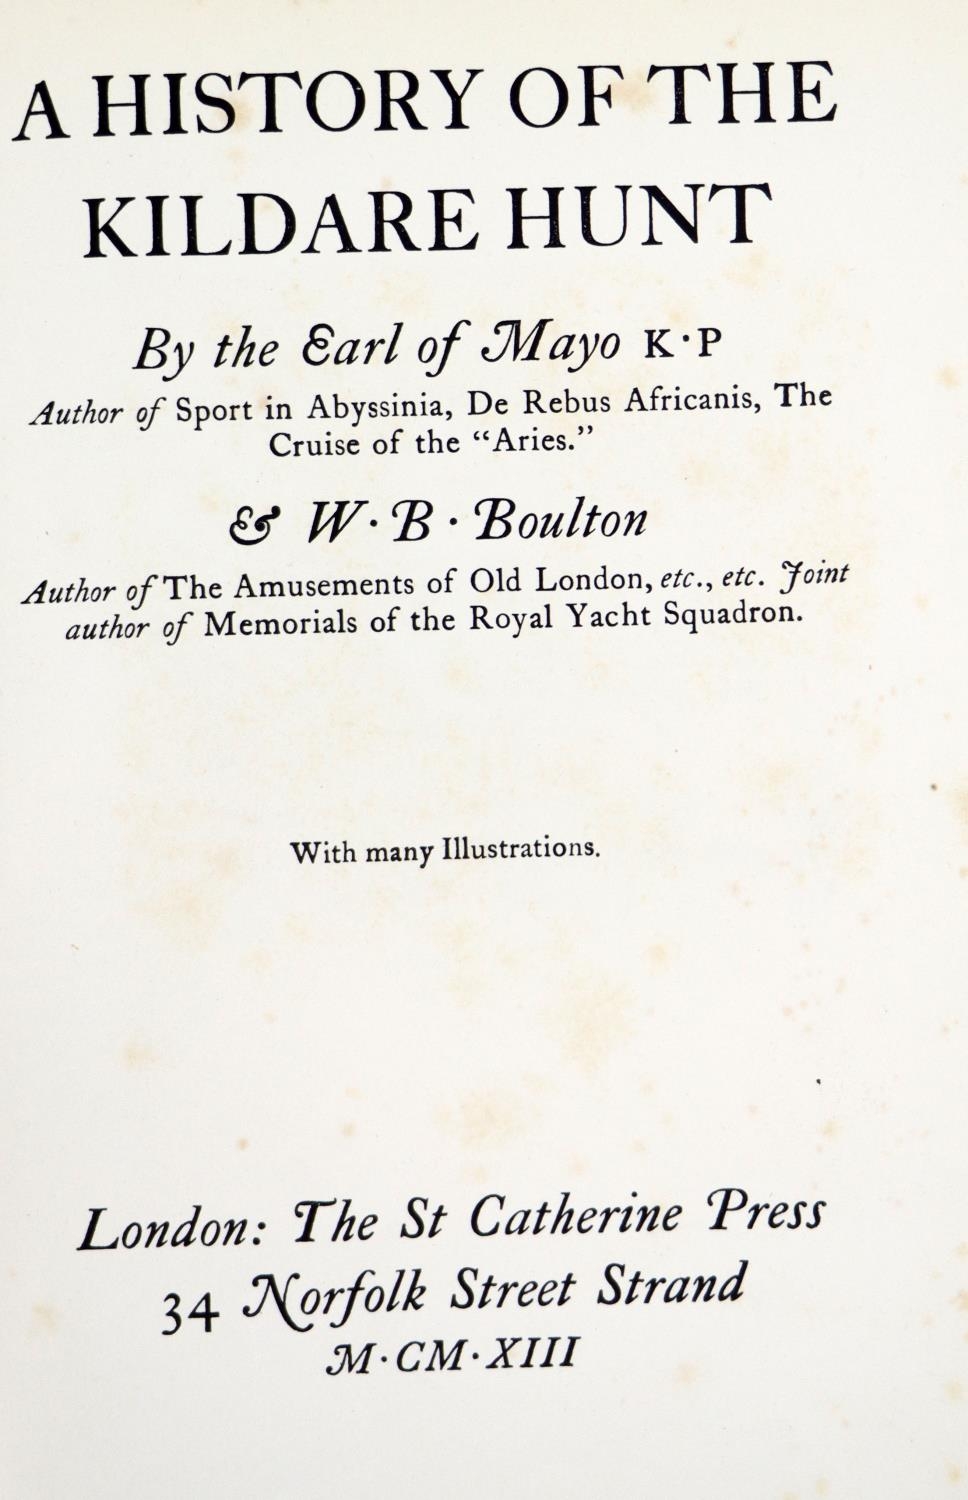 A HISTORY OF THE
KILDARE HUNT
By the Earl of Mayo K·P
Author of Sport in Abyssinia, De Rebus Africanis, The
Cruise of the “Aries.”
& W·B·Boulton
Author of The Amusements of Old London, etc., etc. Joint
author of Memorials of the Royal Yacht Squadron.
With many Illustrations.
London: The St Catherine Press
34 Norfolk Street Strand
M·CM·XIII